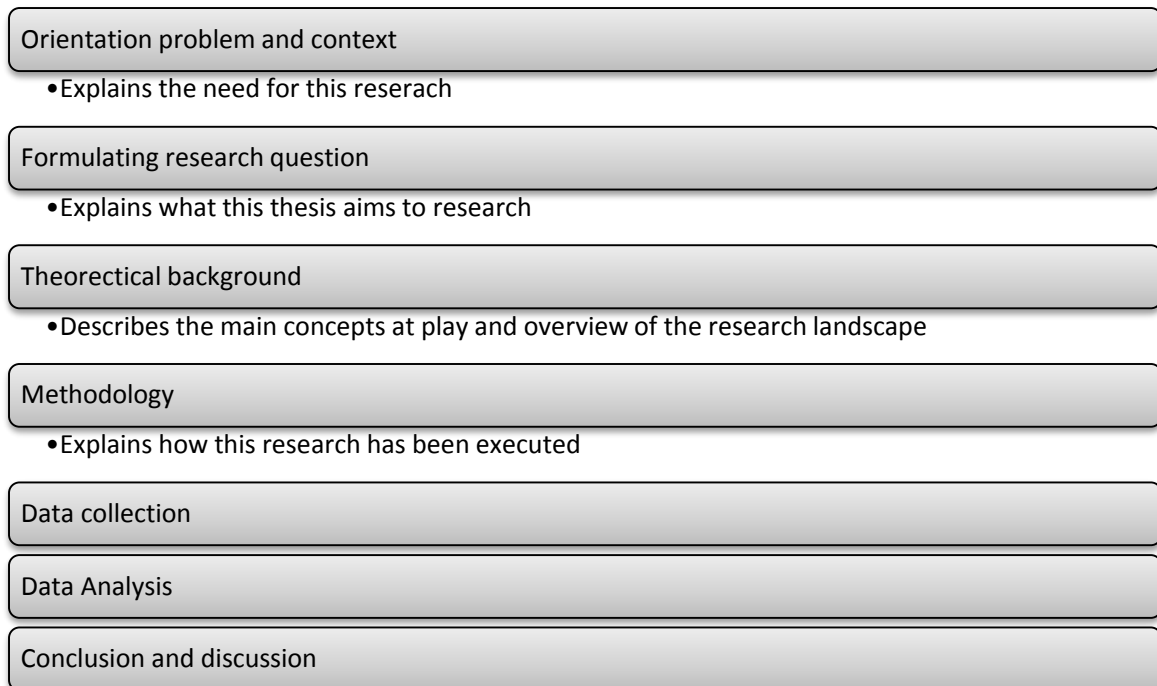 Orientation problem and context
•Explains the need for this reserach
Formulating research question
•Explains what this thesis aims to research
Theorectical background
•Describes the main concepts at play and overview of the research landscape
Methodology
•Explains how this research has been executed
Data collection
Data Analysis
Conclusion and discussion